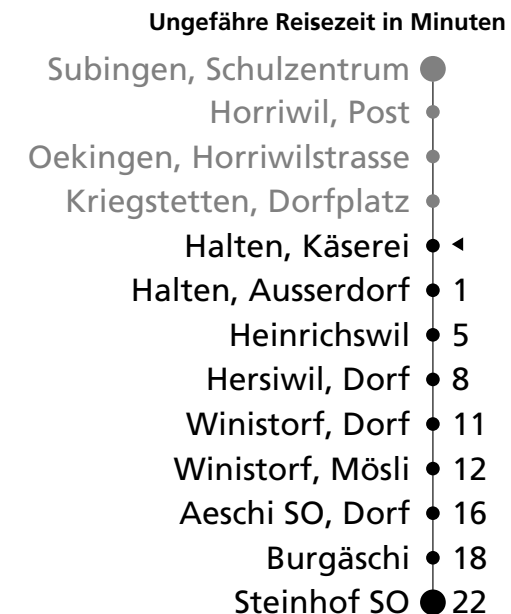 Ungefähre Reisezeit in Minuten
Subingen, Schulzentrum
Horriwil, Post
Oekingen, Horriwilstrasse
Kriegstetten, Dorfplatz
Halten, Käserei
Halten, Ausserdorf 1
Heinrichswil 5
Hersiwil, Dorf 8
Winistorf, Dorf 11
Winistorf, Mösli 12
Aeschi SO, Dorf 16
Burgäschi 18
Steinhof SO 22